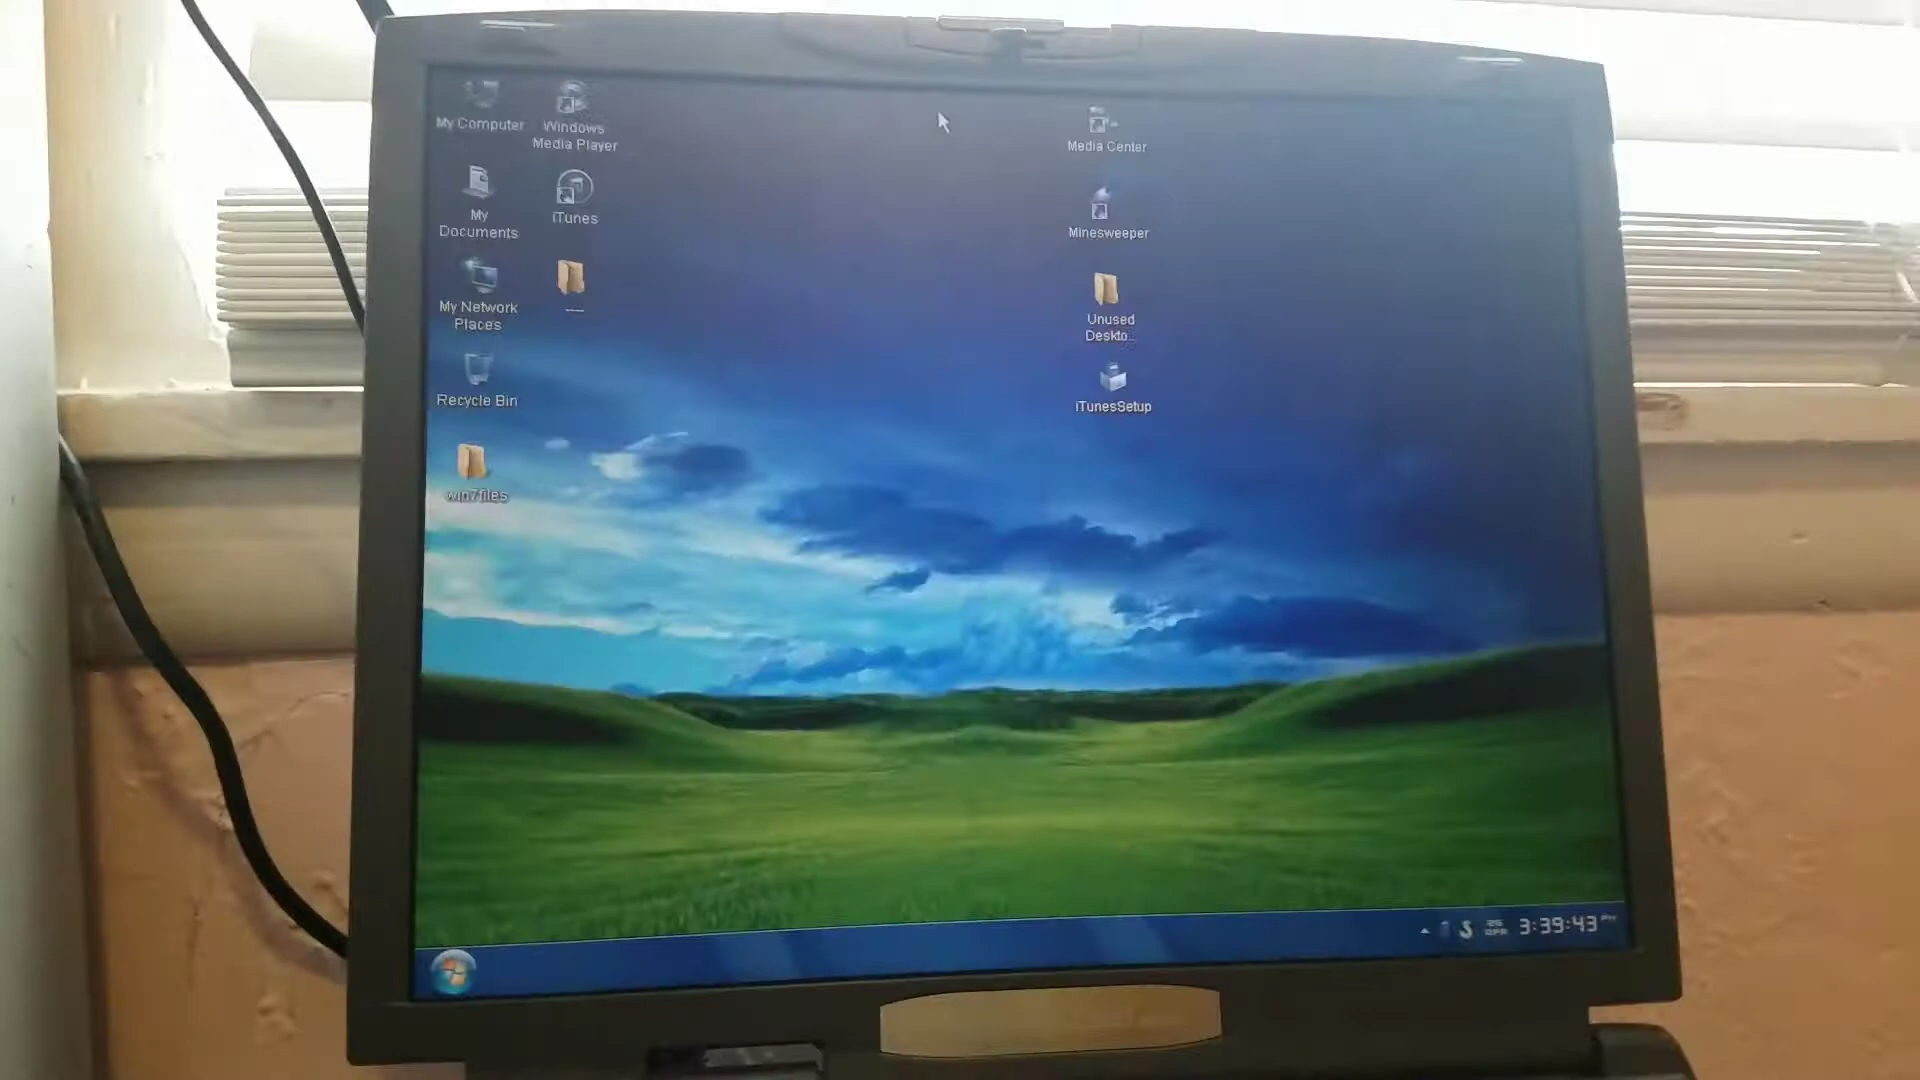 My Computer
Windows
Media Player
My
Documents
iTunes
My Network
Places
----
Recycle Bin
win7files
Media Center
Minesweeper
Unused
Deskto...
iTunesSetup
3:39:43 PM